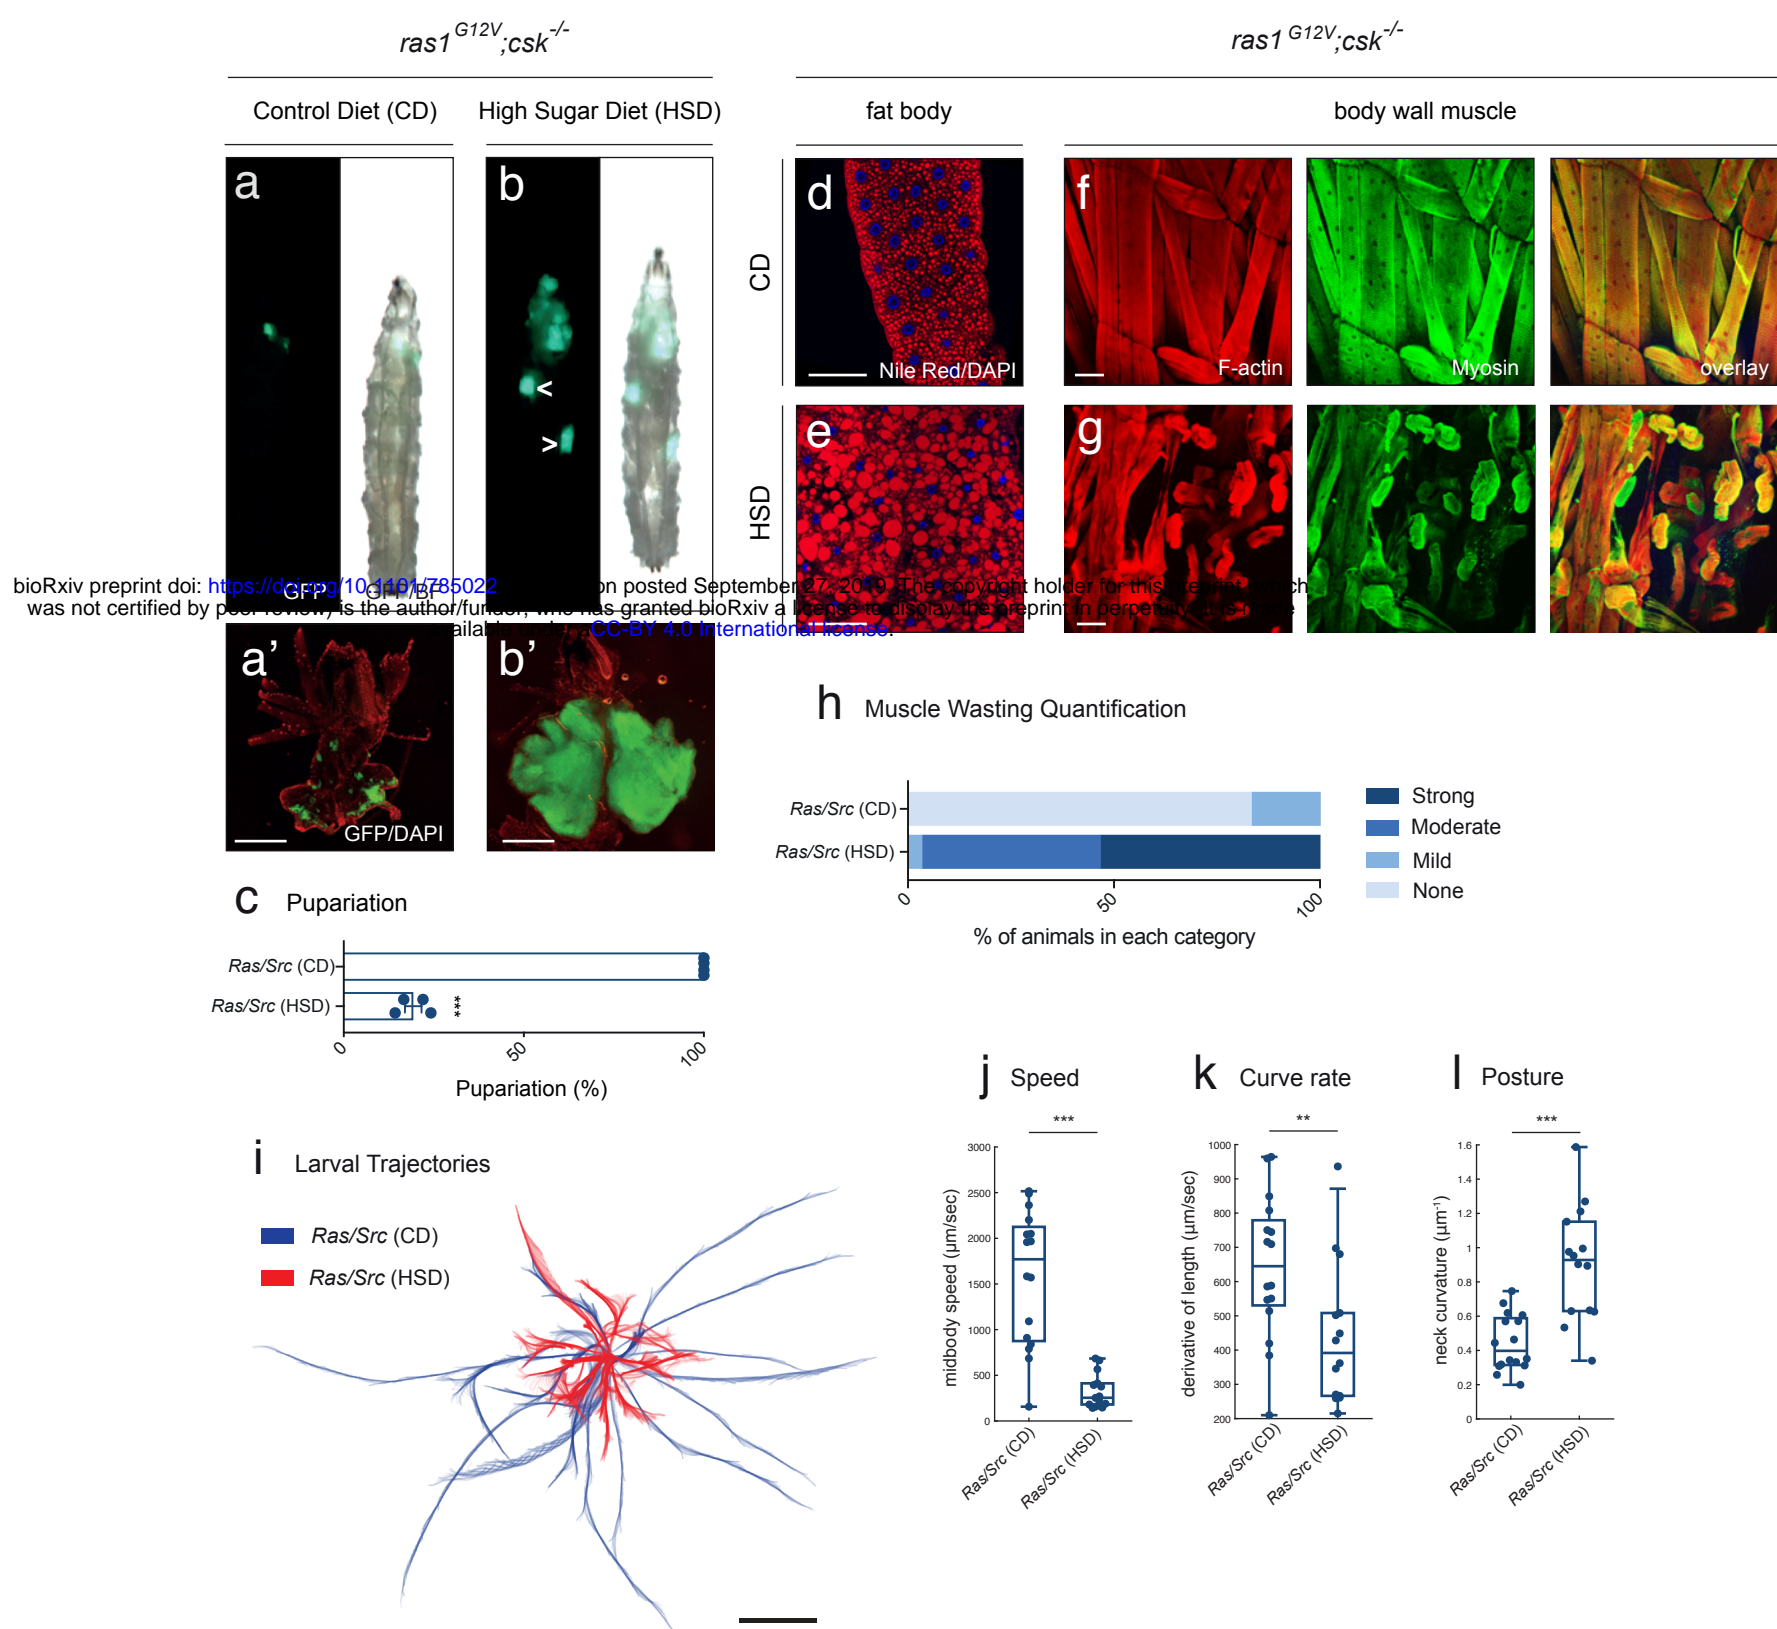 ras1 G12V;csk-/-
ras1 G12V;csk-/-
Control Diet (CD)
High Sugar Diet (HSD)
fat body
body wall muscle
a
b
d
f
CD
Nile Red/DAPI
F-actin
Myosin
overlay
<
>
e
g
HSD
bioRxiv preprint doi: https://doi.org/10.1101/785022 on posted September 27, 2019. The copyright holder for this preprint (which
was not certified by peer review) is the author/funder, who has granted bioRxiv a license to display the preprint in perpetuity. It is made
CC-BY 4.0 International license.
GFP
GFP/BF
a'
b'
GFP/DAPI
h Muscle Wasting Quantification
Ras/Src (CD)
Ras/Src (HSD)
0
50
100
% of animals in each category
Strong
Moderate
Mild
None
c Pupariation
Ras/Src (CD)
Ras/Src (HSD)
***
0
50
100
Pupariation (%)
i Larval Trajectories
Ras/Src (CD)
Ras/Src (HSD)
j Speed
***
midbody speed (µm/sec)
3000
2500
2000
1500
1000
500
0
Ras/Src (CD)
Ras/Src (HSD)
k Curve rate
**
derivative of length (µm/sec)
1000
900
800
700
600
500
400
300
200
Ras/Src (CD)
Ras/Src (HSD)
l Posture
***
neck curvature (µm-1)
1.6
1.4
1.2
1
0.8
0.6
0.4
0.2
0
Ras/Src (CD)
Ras/Src (HSD)